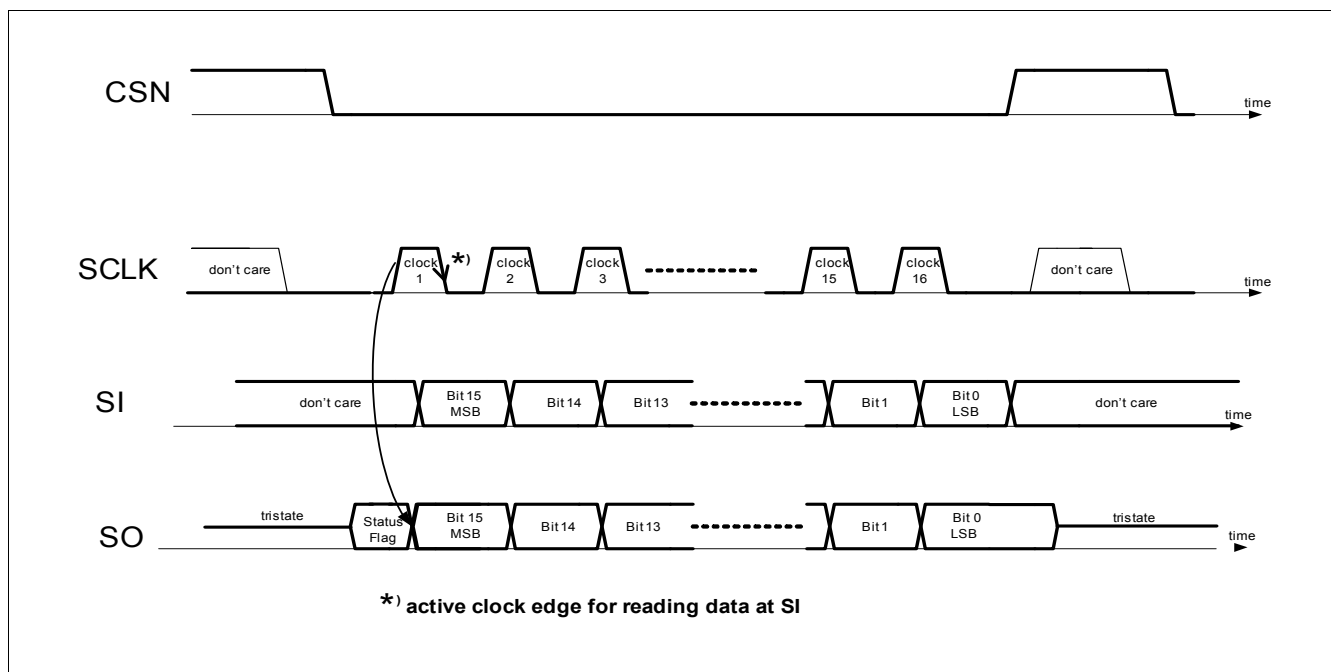 CSN
time
SCLK
don't care
clock
1
*)
clock
2
clock
3
clock
15
clock
16
don't care
time
SI
don't care
Bit 15
MSB
Bit 14
Bit 13
Bit 1
Bit 0
LSB
don't care
time
SO
tristate
Status
Flag
Bit 15
MSB
Bit 14
Bit 13
Bit 1
Bit 0
LSB
tristate
time
*) active clock edge for reading data at SI